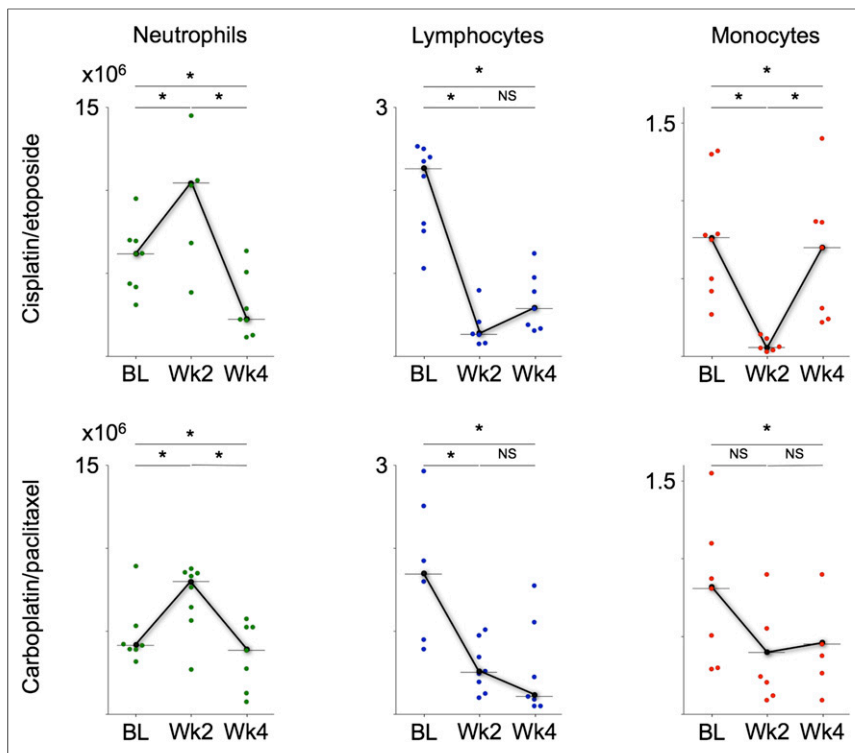 Neutrophils Lymphocytes Monocytes
Cisplatin/etoposide
x10⁶
* * *
* * * NS * *
15 3 1.5
BL Wk2 Wk4 BL Wk2 Wk4 BL Wk2 Wk4
Carboplatin/paclitaxel
x10⁶
* * *
* * * NS NS NS
15 3 1.5
BL Wk2 Wk4 BL Wk2 Wk4 BL Wk2 Wk4